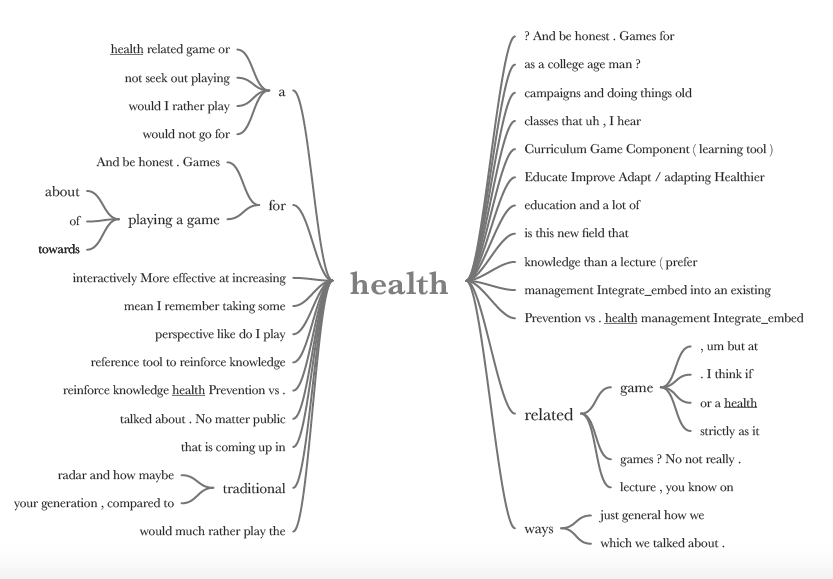 health related game or
not seek out playing
would I rather play
would not go for
a
And be honest . Games
about
of
towards
playing a game
for
interactively More effective at increasing
mean I remember taking some
perspective like do I play
reference tool to reinforce knowledge
reinforce knowledge health Prevention vs .
talked about . No matter public
that is coming up in
radar and how maybe
your generation , compared to
traditional
would much rather play the
health
? And be honest . Games for
as a college age man ?
campaigns and doing things old
classes that uh , I hear
Curriculum Game Component ( learning tool )
Educate Improve Adapt / adapting Healthier
education and a lot of
is this new field that
knowledge than a lecture ( prefer
management Integrate_embed into an existing
Prevention vs . health management Integrate_embed
related
game
, um but at
. I think if
or a health
strictly as it
games ? No not really .
lecture , you know on
ways
just general how we
which we talked about .